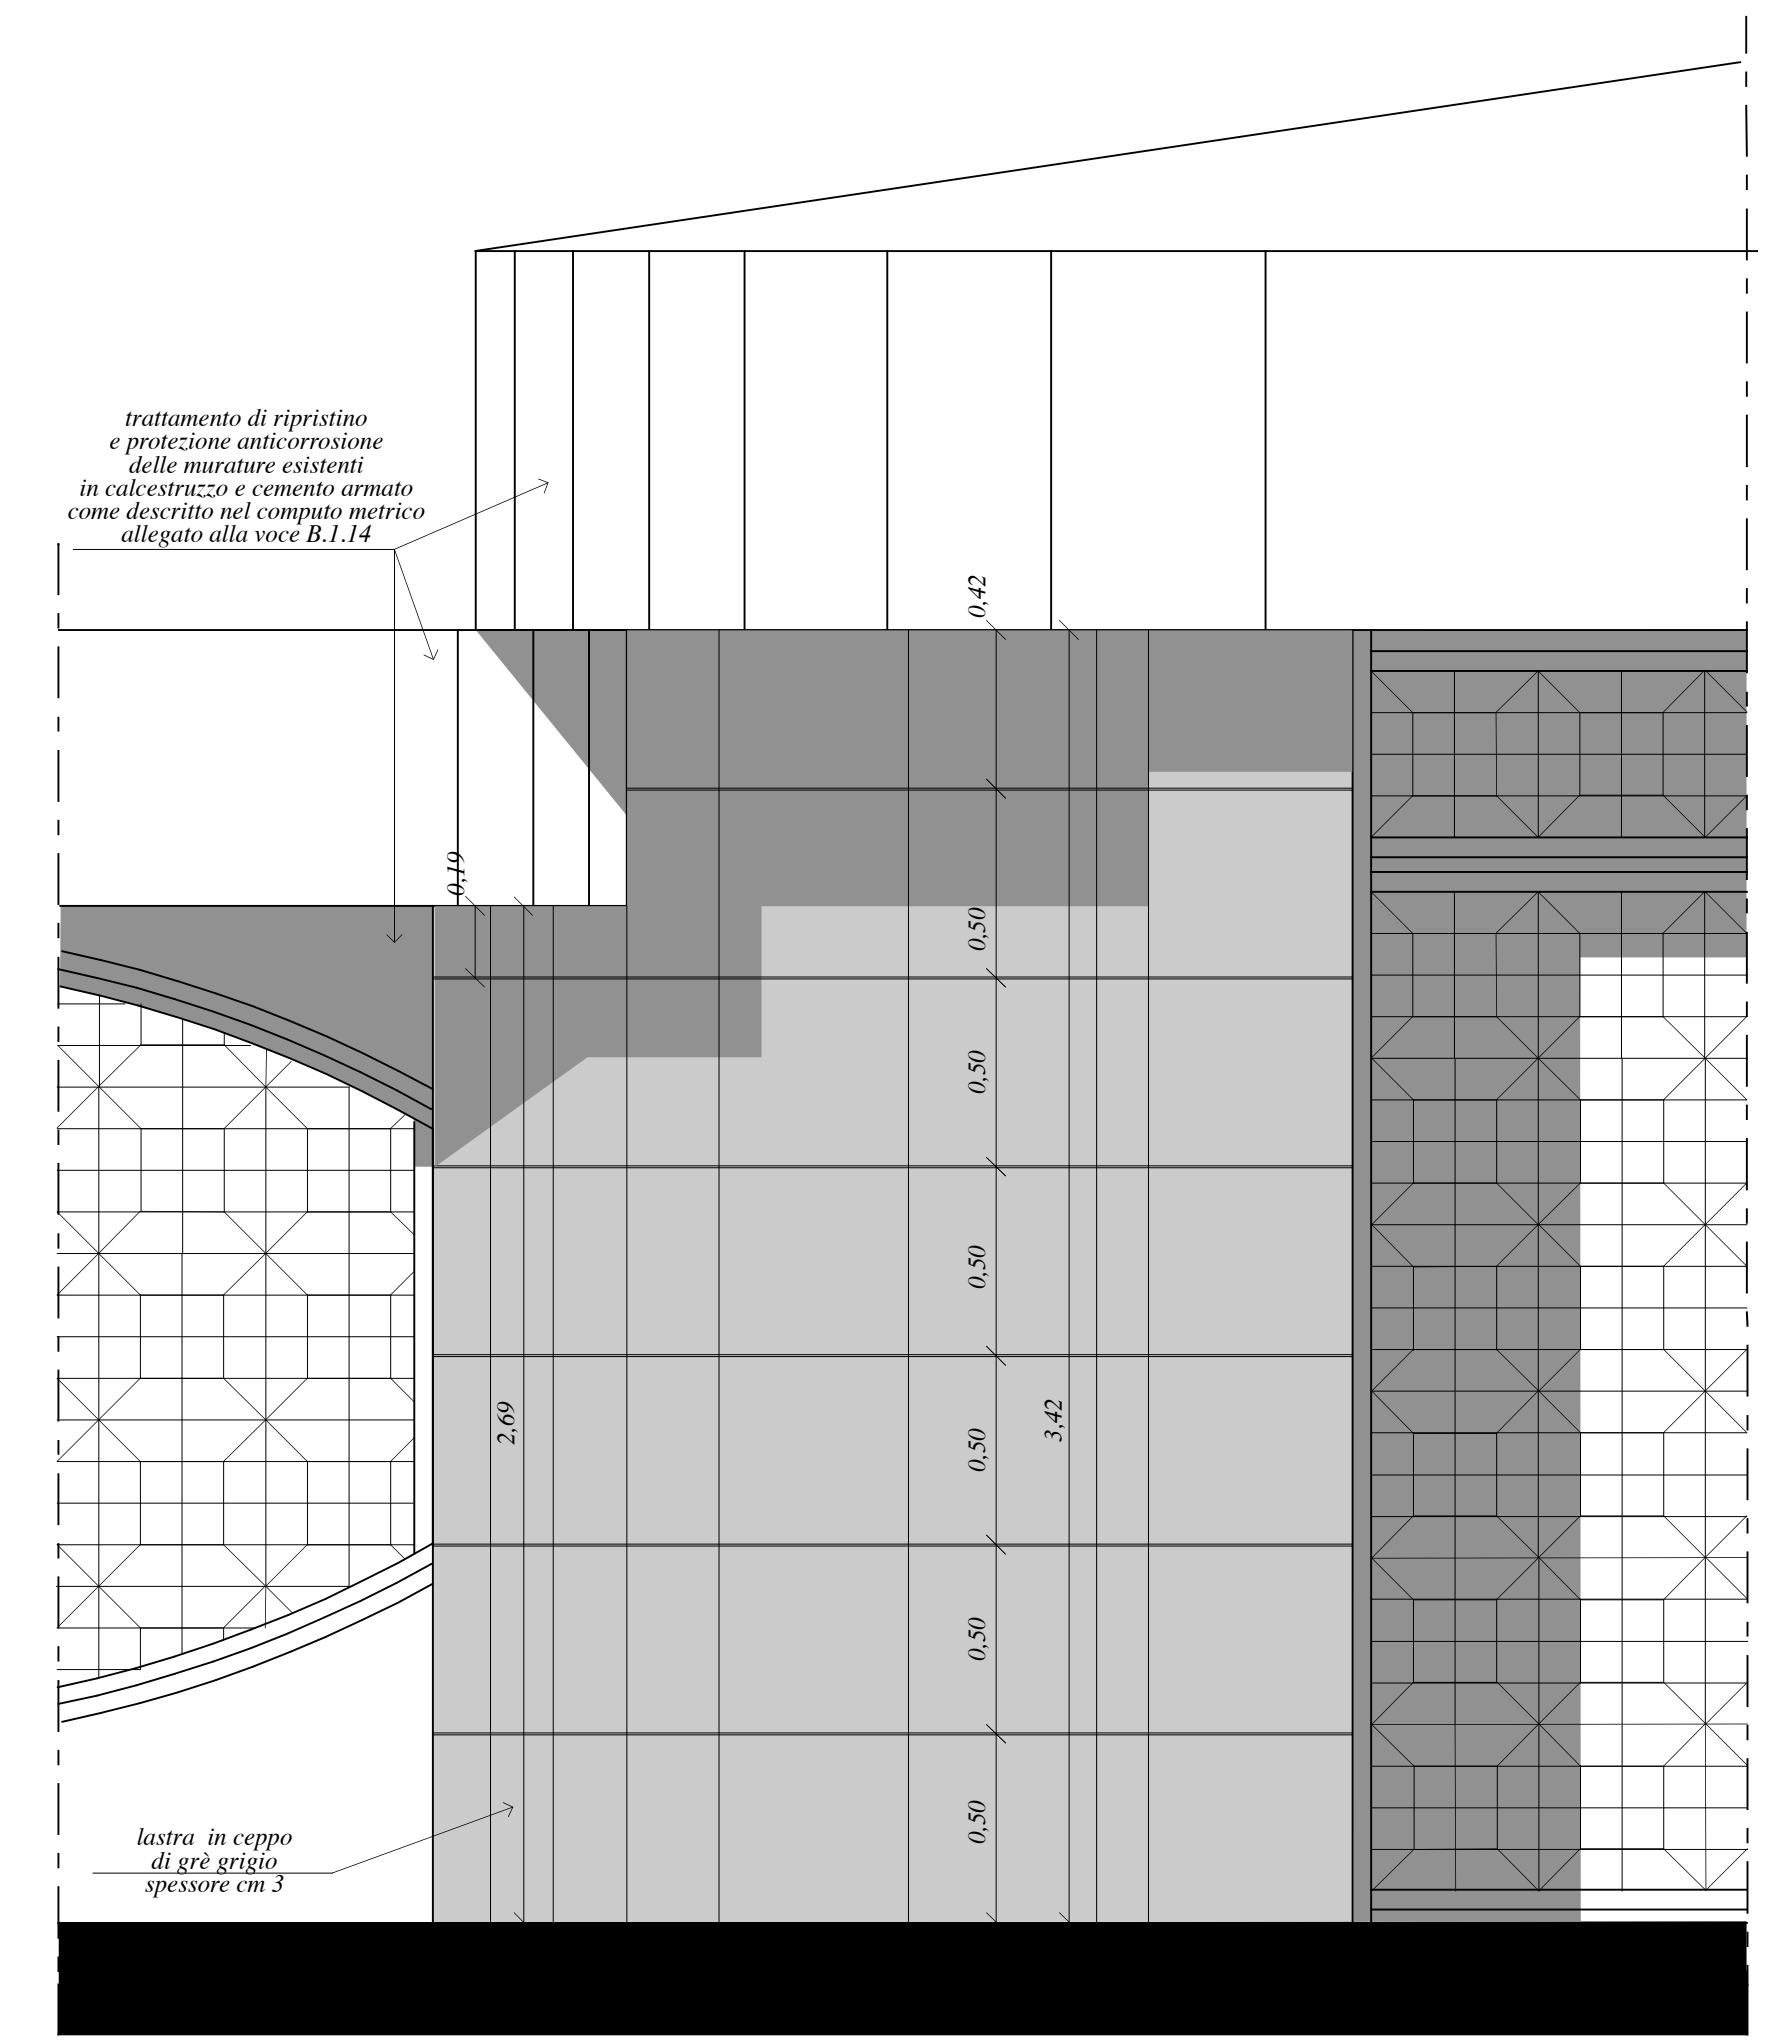 trattamento di ripristino
e protezione anticorrosione
delle murature esistenti
in calcestruzzo e cemento armato
come descritto nel computo metrico
allegato alla voce B.1.14
0,42
0,19
0,50
0,50
0,50
2,69
0,50
3,42
0,50
0,50
lastra  in ceppo
di grè grigio
spessore cm 3